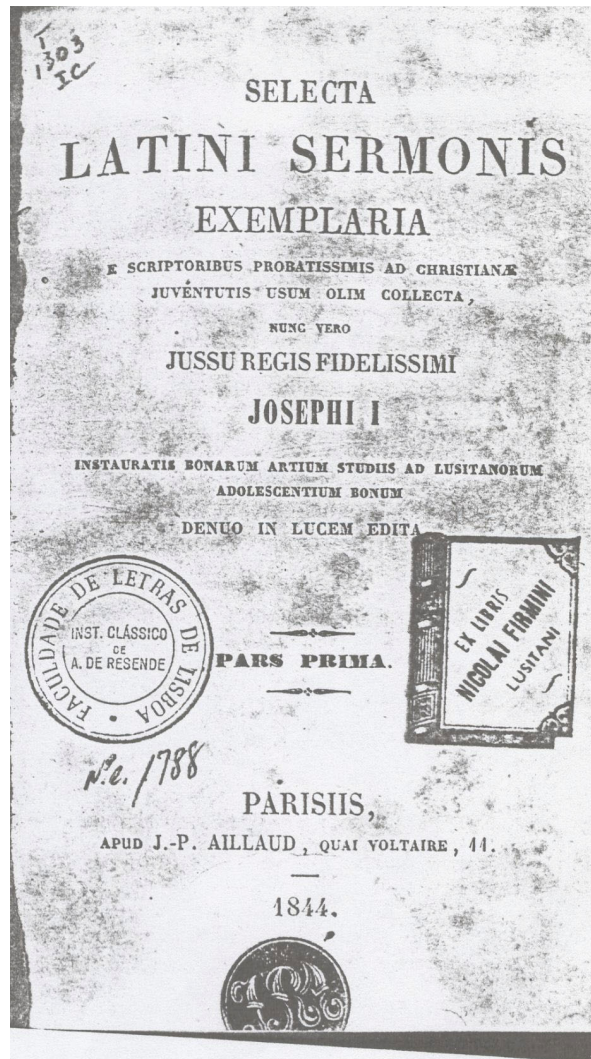 I
1303
IC
SELECTA
LATINI SERMONIS
EXEMPLARIA
E SCRIPTORIBUS PROBATISSIMIS AD CHRISTIANÆ
JUVENTUTIS USUM OLIM COLLECTA,
NUNC VERO
JUSSU REGIS FIDELISSIMI
JOSEPHI I
INSTAURATIS BONARUM ARTIUM STUDIIS AD LUSITANORUM
ADOLESCENTIUM BONUM
DENUO IN LUCEM EDITA
FACULDADE DE LETRAS DE LISBOA
INST. CLÁSSICO
DE
A. DE RESENDE
EX LIBRIS
NICOLAI FIRMINI
LUSITANI
PARS PRIMA.
1788
PARISIIS,
APUD J.-P. AILLAUD, QUAI VOLTAIRE, 11.
1844.